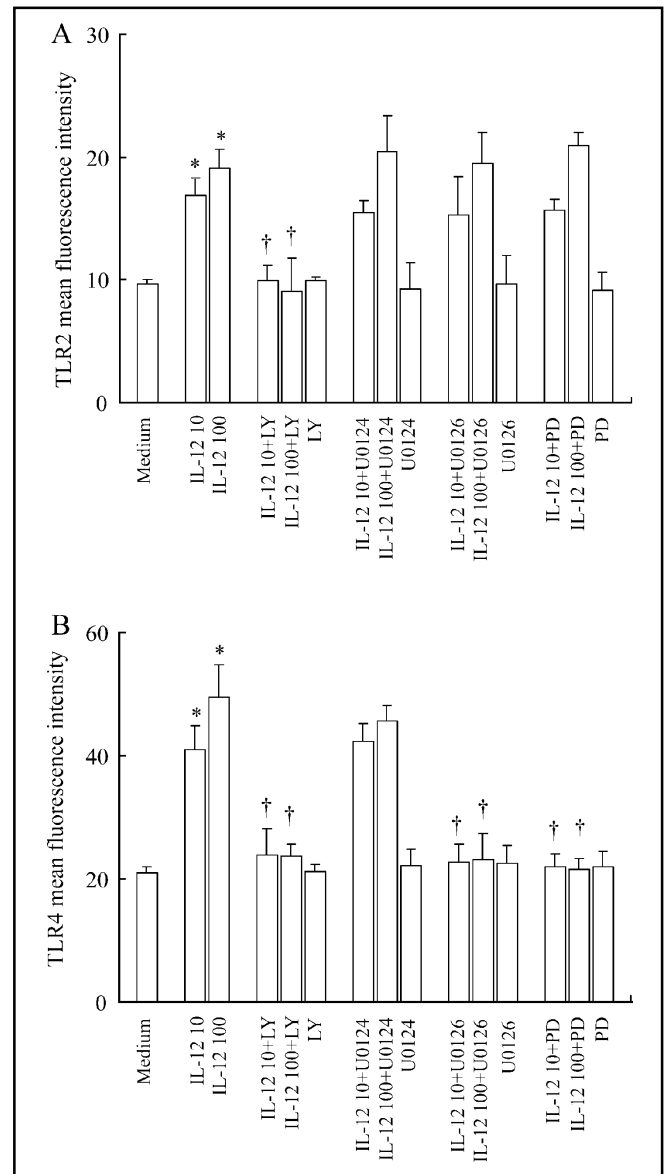 A
30
20
10
0
TLR2 mean fluorescence intensity
* *
† †
Medium
IL-12 10
IL-12 100
IL-12 10+LY
IL-12 100+LY
LY
IL-12 10+U0124
IL-12 100+U0124
U0124
IL-12 10+U0126
IL-12 100+U0126
U0126
IL-12 10+PD
IL-12 100+PD
PD
B
60
40
20
0
TLR4 mean fluorescence intensity
* *
† † † † † †
Medium
IL-12 10
IL-12 100
IL-12 10+LY
IL-12 100+LY
LY
IL-12 10+U0124
IL-12 100+U0124
U0124
IL-12 10+U0126
IL-12 100+U0126
U0126
IL-12 10+PD
IL-12 100+PD
PD